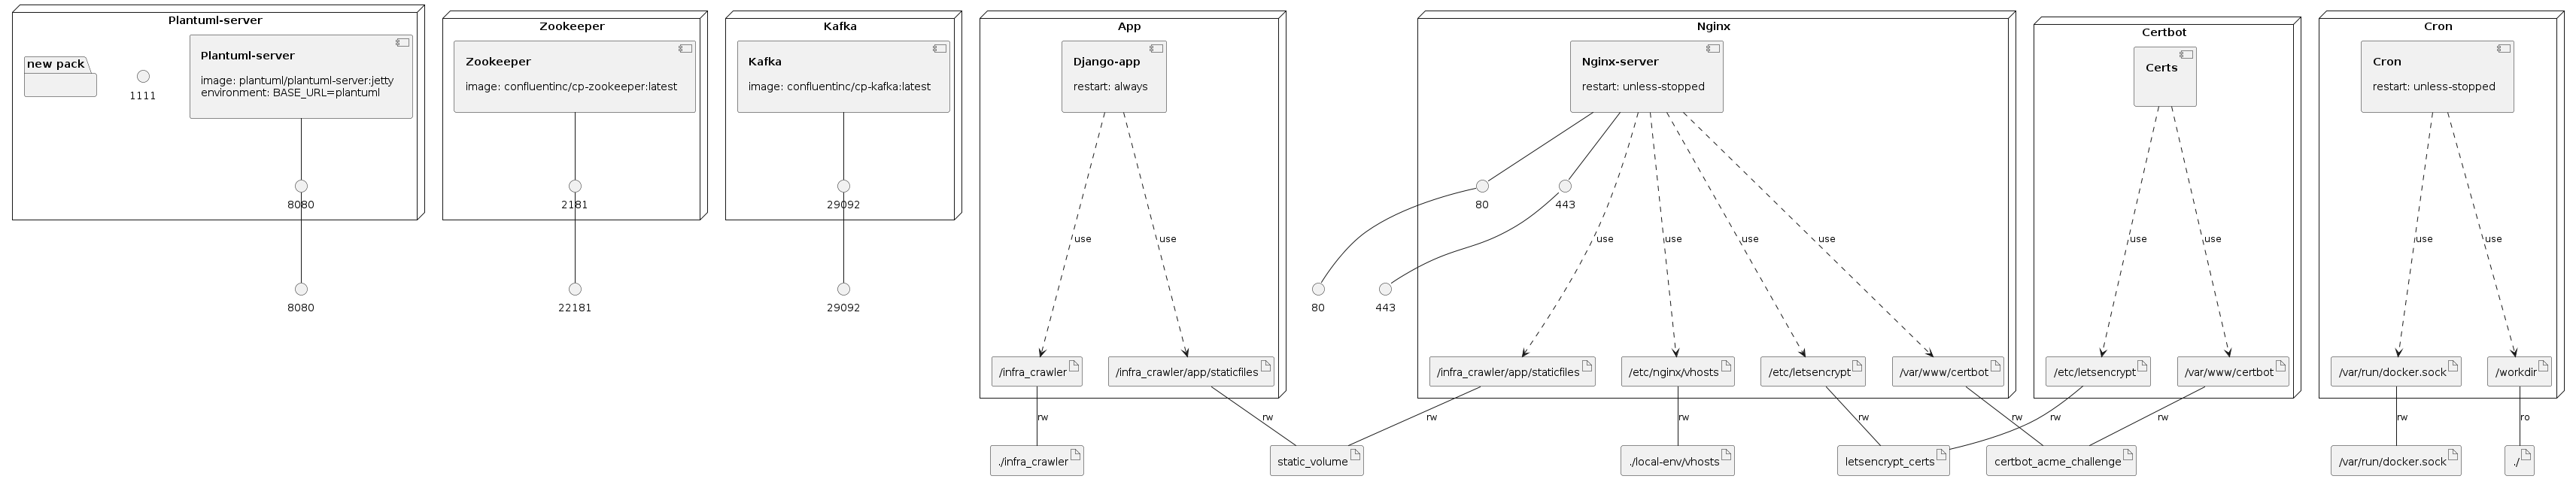 Plantuml-server
new pack
1111
Plantuml-server
image: plantuml/plantuml-server:jetty
environment: BASE_URL=plantuml
8080
8080
Zookeeper
Zookeeper
image: confluentinc/cp-zookeeper:latest
2181
22181
Kafka
Kafka
image: confluentinc/cp-kafka:latest
29092
29092
App
Django-app
restart: always
use
use
/infra_crawler
/infra_crawler/app/staticfiles
rw
rw
./infra_crawler
static_volume
Nginx
Nginx-server
restart: unless-stopped
80
443
80
443
use
use
use
use
/infra_crawler/app/staticfiles
/etc/nginx/vhosts
/etc/letsencrypt
/var/www/certbot
rw
rw
rw
rw
./local-env/vhosts
letsencrypt_certs
certbot_acme_challenge
Certbot
Certs
use
use
/etc/letsencrypt
/var/www/certbot
rw
rw
Cron
Cron
restart: unless-stopped
use
use
/var/run/docker.sock
/workdir
rw
ro
/var/run/docker.sock
./